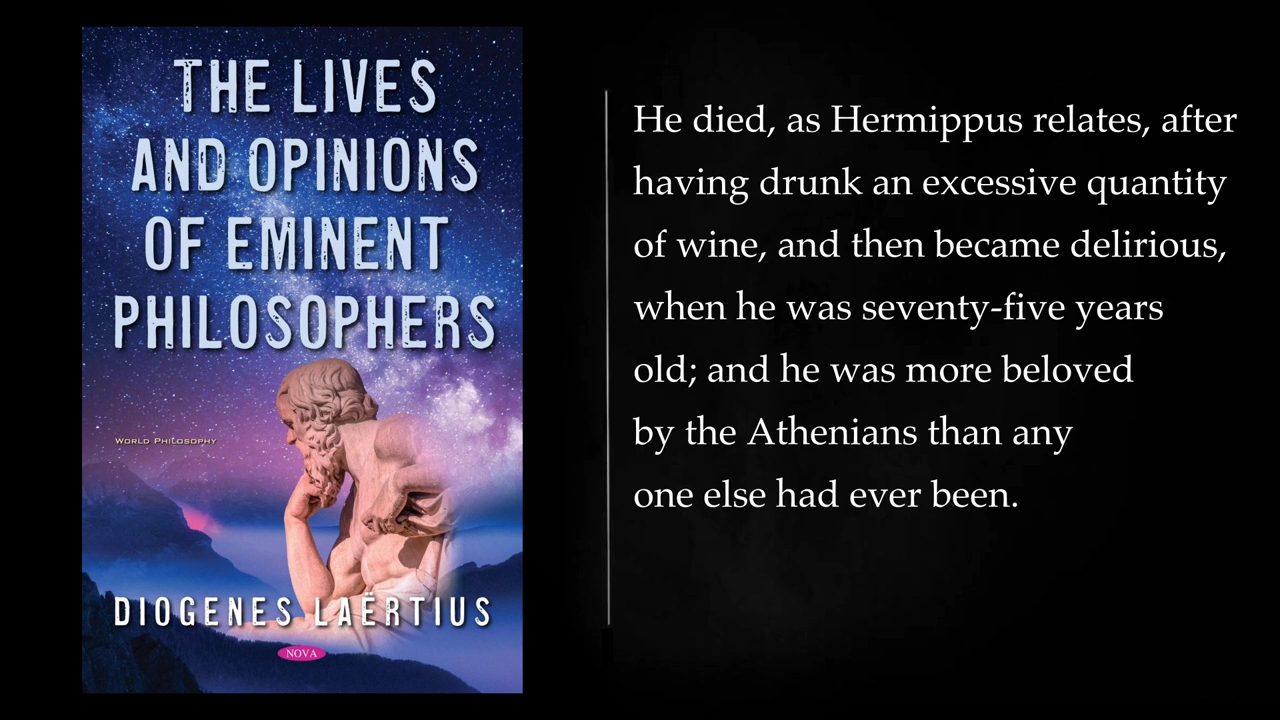 THE LIVES
AND OPINIONS
OF EMINENT
PHILOSOPHERS
WORLD PHILOSOPHY
DIOGENES LAËRTIUS
NOVA
He died, as Hermippus relates, after
having drunk an excessive quantity
of wine, and then became delirious,
when he was seventy-five years
old; and he was more beloved
by the Athenians than any
one else had ever been.